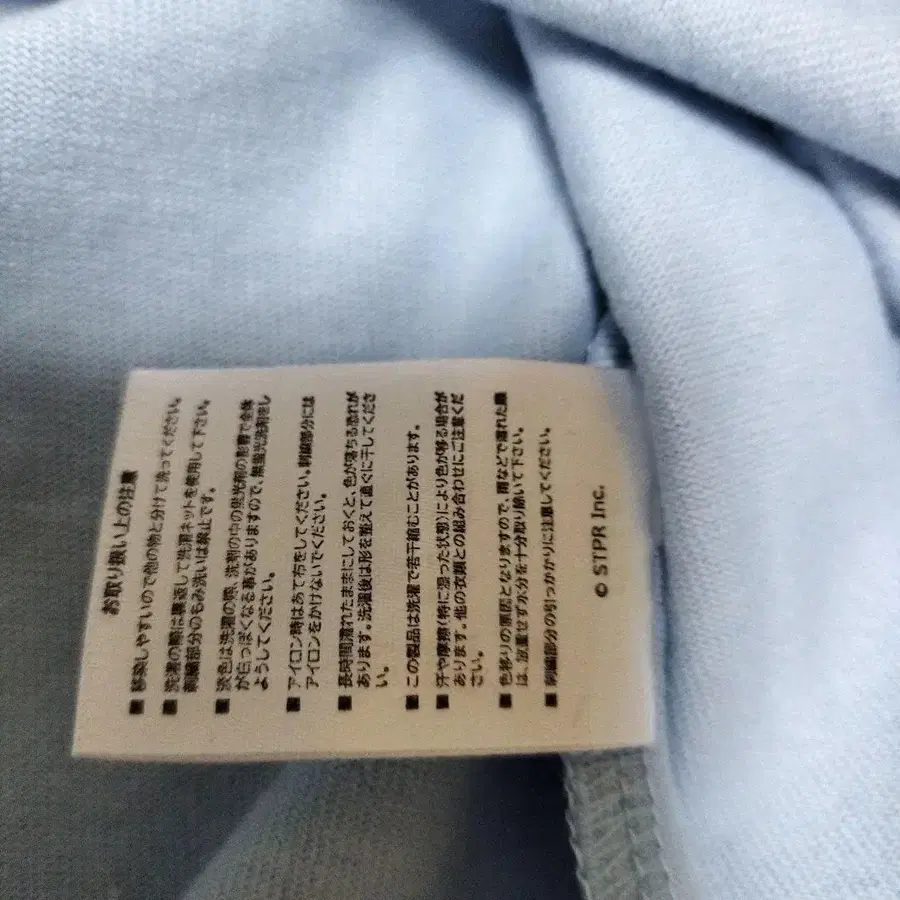 お取り扱い上の注意
■移染しやすいので他の物と分けて洗ってください。
■洗濯の際は裏返して洗濯ネットを使用して下さい。
刺繍部分のもみ洗いは禁止です。
■淡色は洗濯の際、洗剤の中の蛍光剤の影響で全体
が白っぽくなる事がありますので、無蛍光洗剤をし
ようしてください。
■アイロン時はあて布をしてください。刺繍部分には
アイロンをかけないでください。
■長時間濡れたままにしておくと、色が落ちる恐れが
あります。洗濯後は形を整えて直ぐに干してくださ
い。
■この製品は洗濯で若干縮むことがあります。
■汗や摩擦(特に湿った状態)により色が移る場合が
あります。他の衣類との組み合わせにご注意くだ
さい。
■色移りの原因となりますので、雨などで濡れた際
は、放置せず水分を十分取り除いて下さい。
■刺繍部分の引っかかりに注意してください。
© STPR Inc.